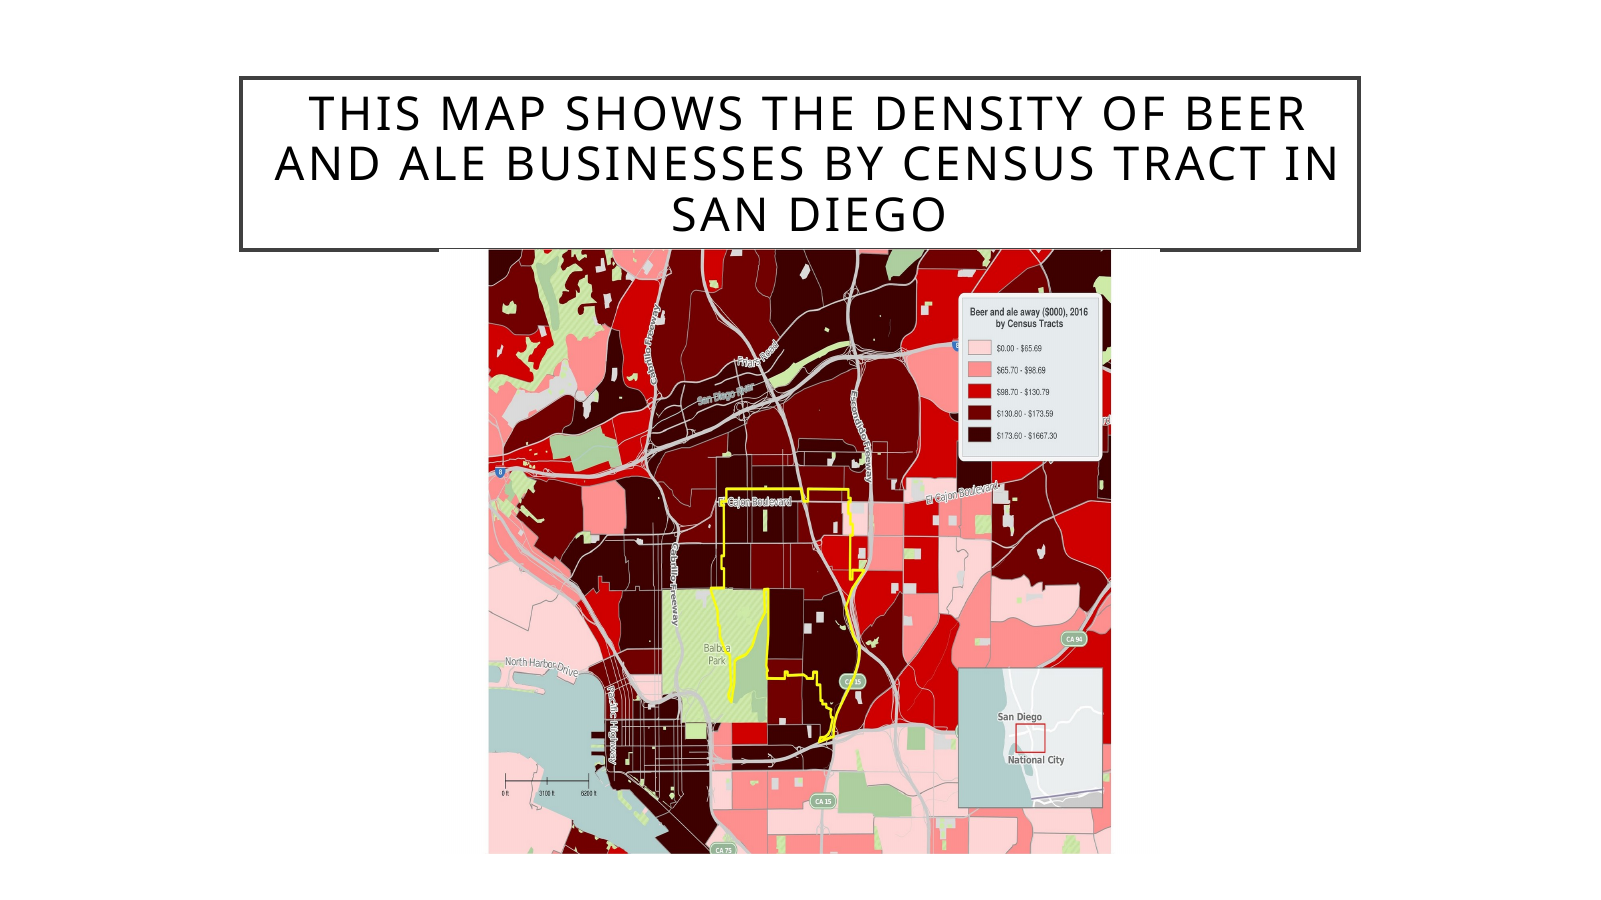 THIS MAP SHOWS THE DENSITY OF BEER
AND ALE BUSINESSES BY CENSUS TRACT IN
SAN DIEGO
Beer and ale away ($000), 2016
by Census Tracts
$0.00 - $65.69
$65.70 - $98.69
$98.70 - $130.79
$130.80 - $173.59
$173.60 - $1667.30
Cabrillo Freeway
Friars Road
San Diego River
Escondido Freeway
8
El Cajon Boulevard
El Cajon Boulevard
Cabrillo Freeway
Balboa
Park
North Harbor Drive
Pacific Highway
CA 94
CA 15
San Diego
National City
0 ft
3100 ft
6200 ft
CA 15
CA 75